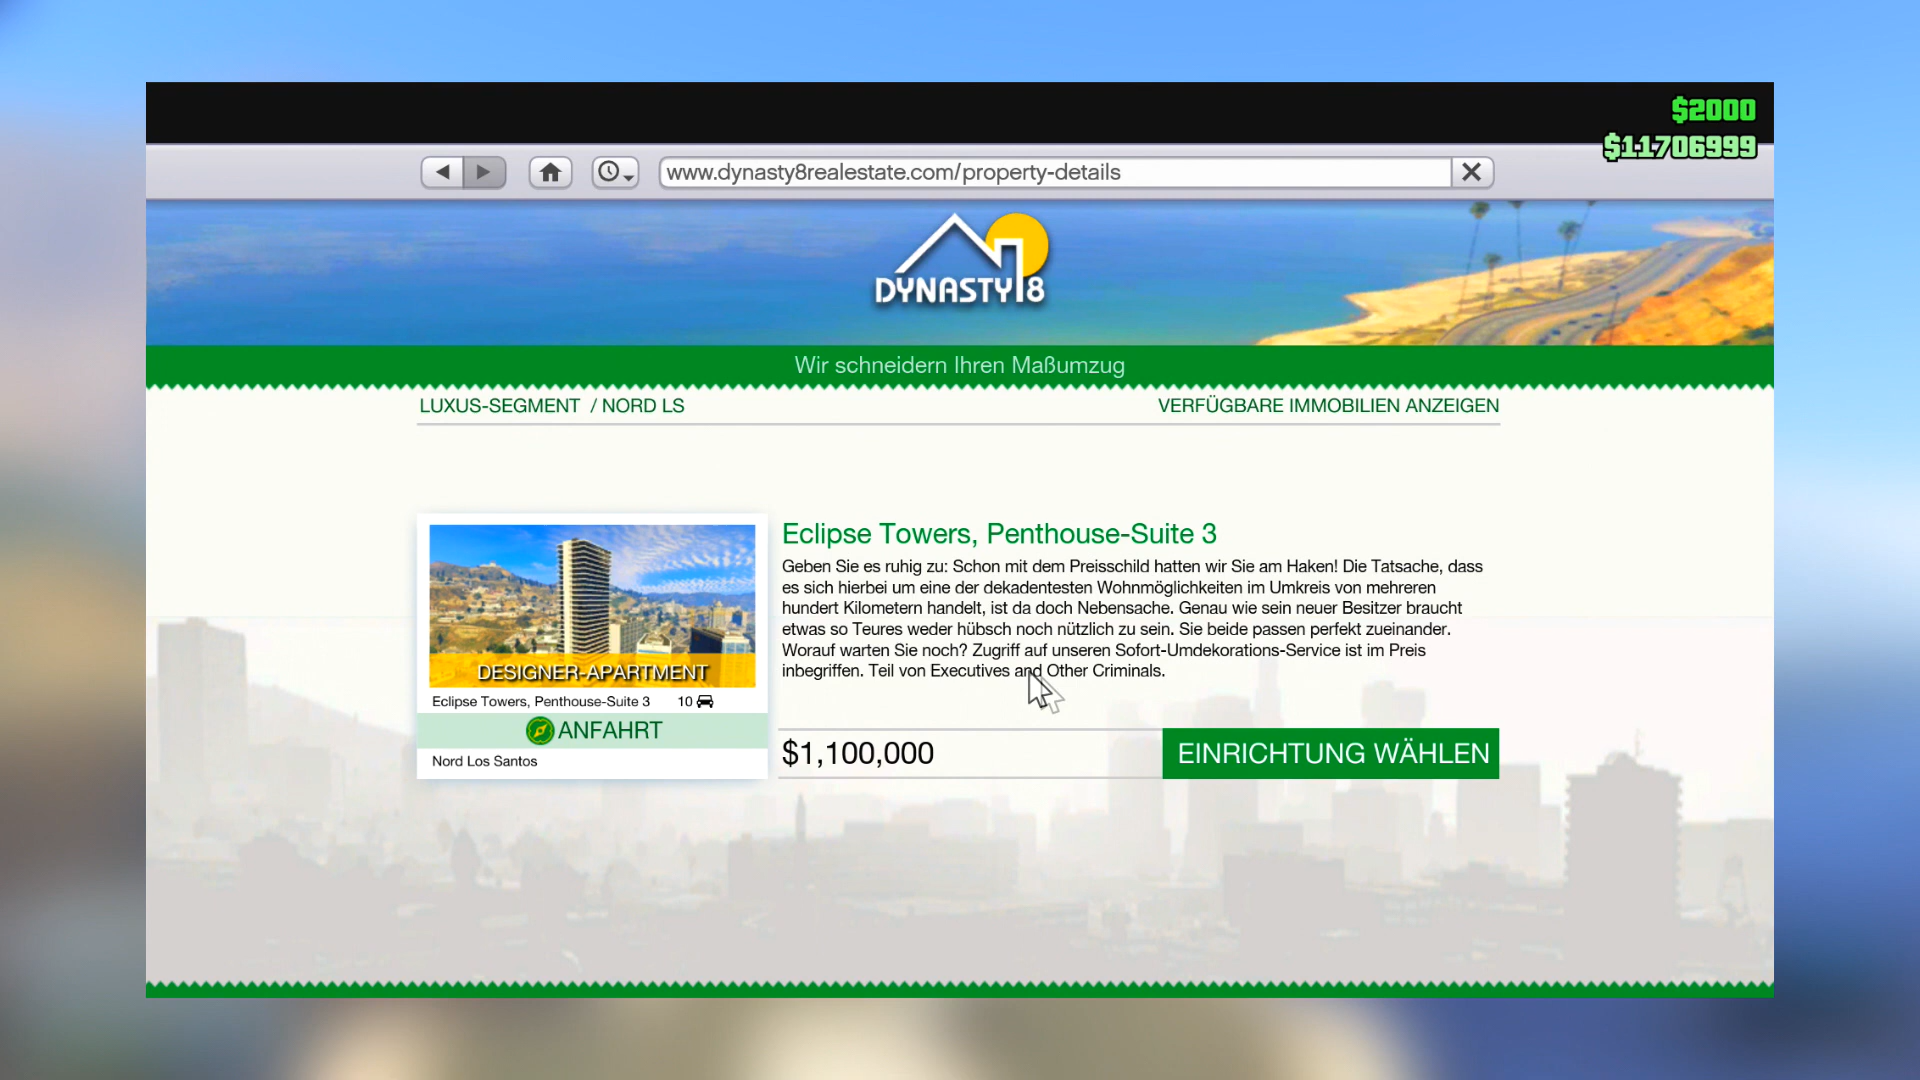 $2000
$11706999
www.dynasty8realestate.com/property-details
DYNASTY 8
Wir schneidern Ihren Maßumzug
LUXUS-SEGMENT / NORD LS
VERFÜGBARE IMMOBILIEN ANZEIGEN
DESIGNER-APARTMENT
Eclipse Towers, Penthouse-Suite 3 10
ANFAHRT
Nord Los Santos
Eclipse Towers, Penthouse-Suite 3
Geben Sie es ruhig zu: Schon mit dem Preisschild hatten wir Sie am Haken! Die Tatsache, dass
es sich hierbei um eine der dekadentesten Wohnmöglichkeiten im Umkreis von mehreren
hundert Kilometern handelt, ist da doch Nebensache. Genau wie sein neuer Besitzer braucht
etwas so Teures weder hübsch noch nützlich zu sein. Sie beide passen perfekt zueinander.
Worauf warten Sie noch? Zugriff auf unseren Sofort-Umdekorations-Service ist im Preis
inbegriffen. Teil von Executives and Other Criminals.
$1,100,000
EINRICHTUNG WÄHLEN